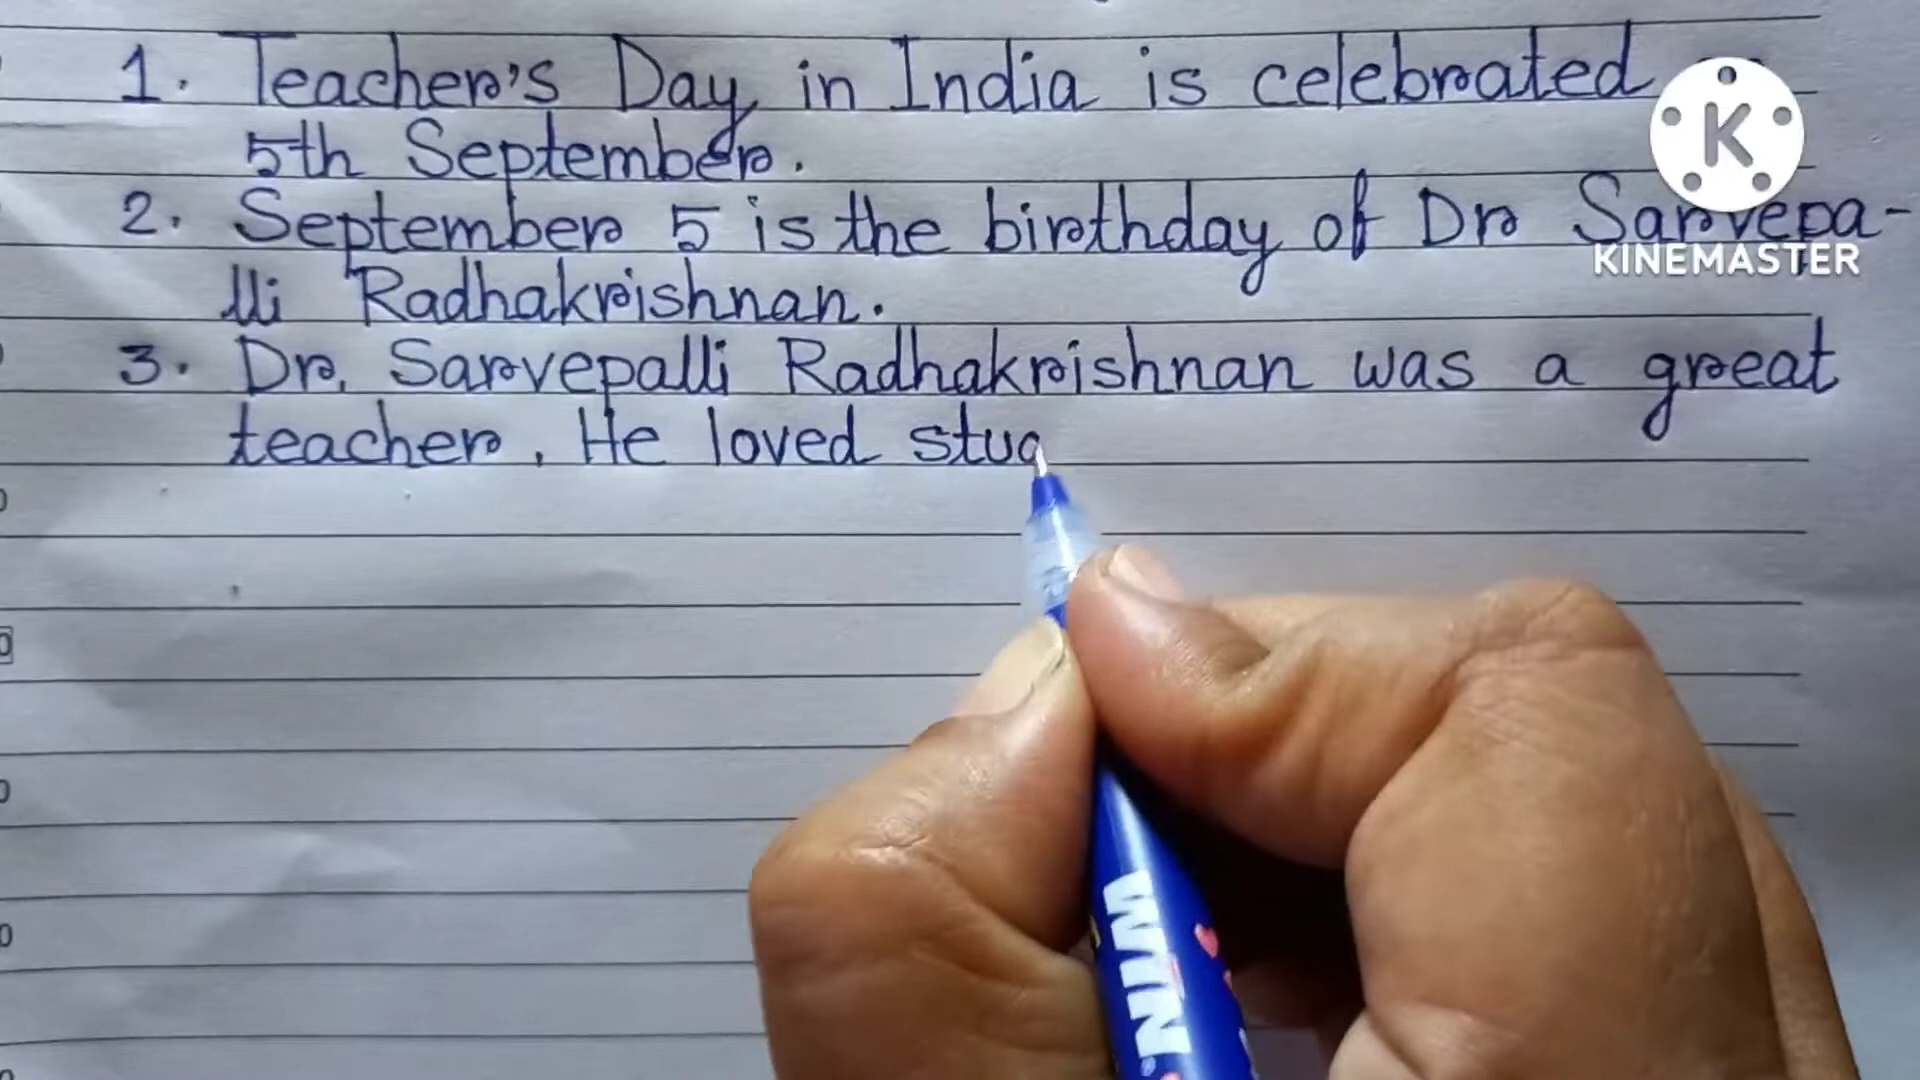 1. Teacher's Day in India is celebrated
5th September.
2. September 5 is the birthday of Dr Sarvepa-
lli Radhakrishnan.
3. Dr. Sarvepalli Radhakrishnan was a great
teacher. He loved
KINEMASTER
K
WIN